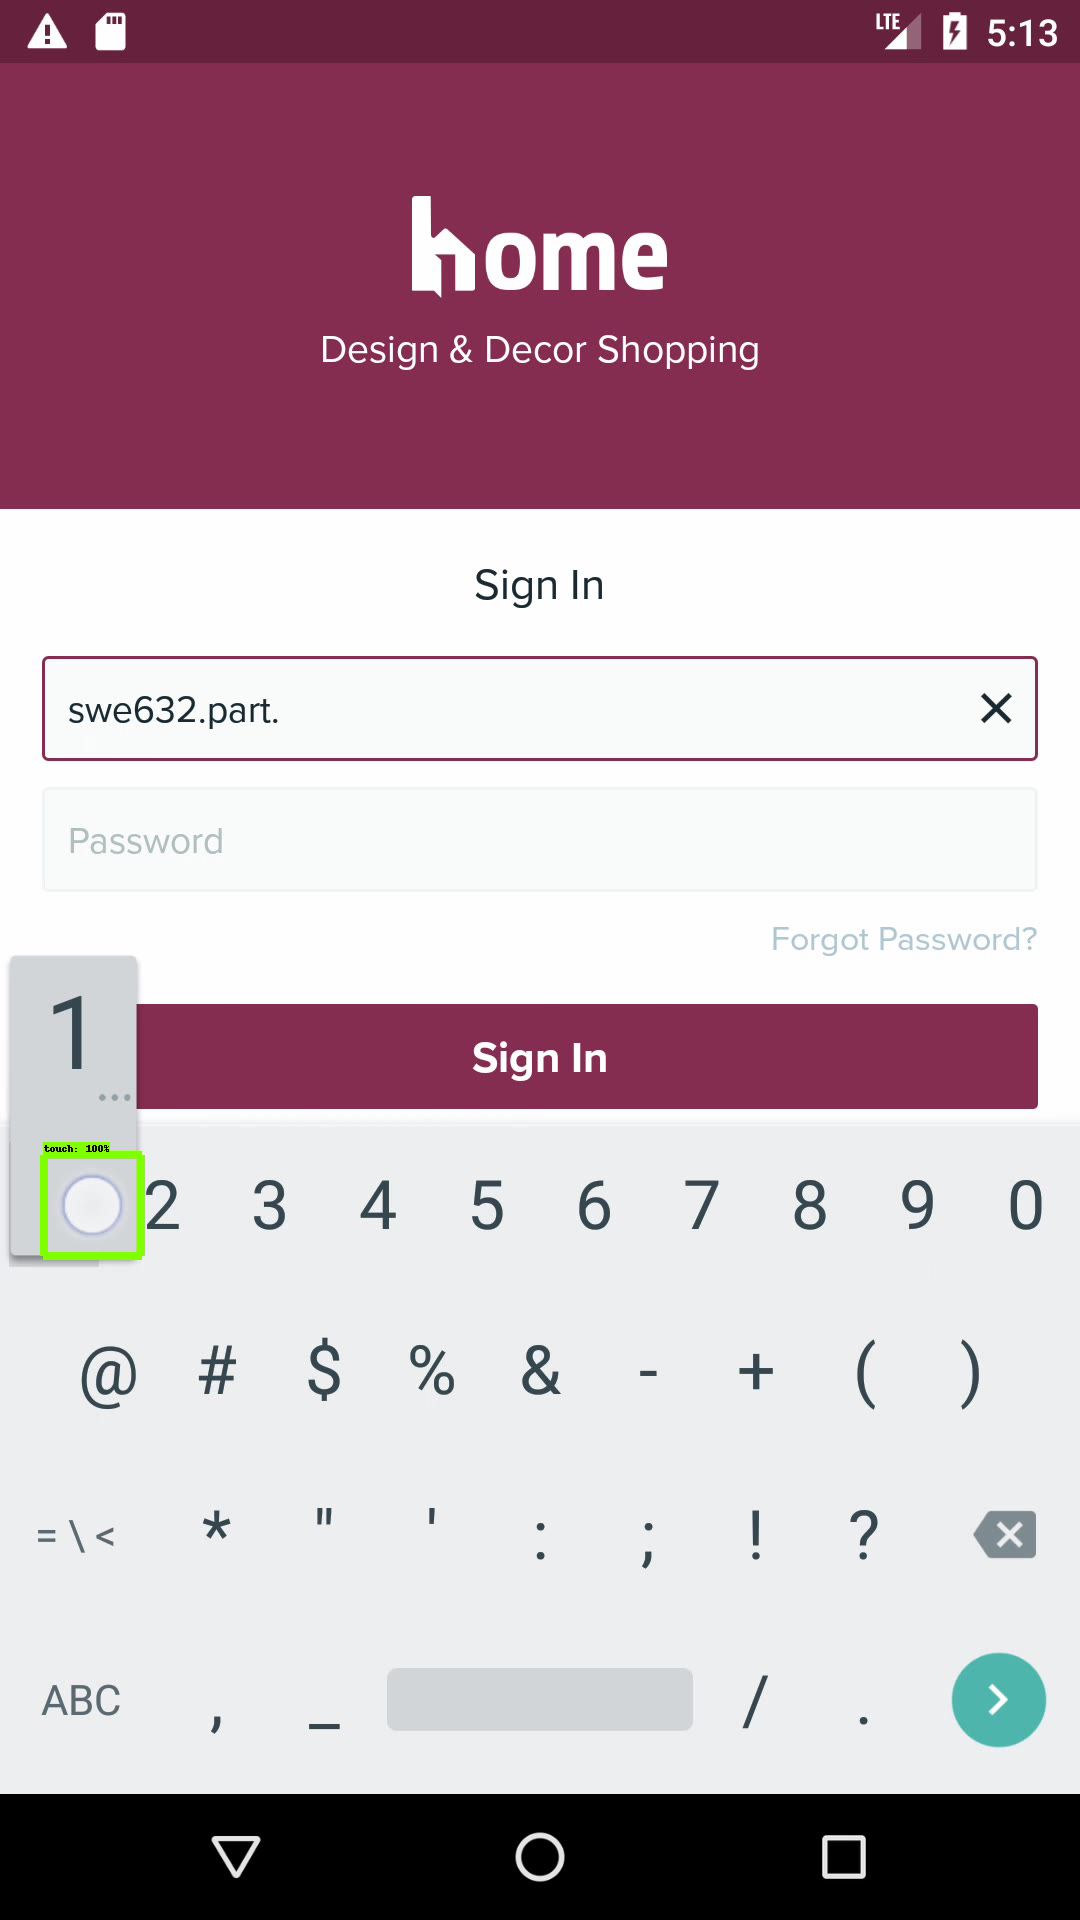 LTE 5:13
home
Design & Decor Shopping
Sign In
swe632.part.
Password
Forgot Password?
1
...
Sign In
touch: 100%
2 3 4 5 6 7 8 9 0
@ # $ % & - + ( )
= \ < * " ' : ; ! ?
ABC , _ / .